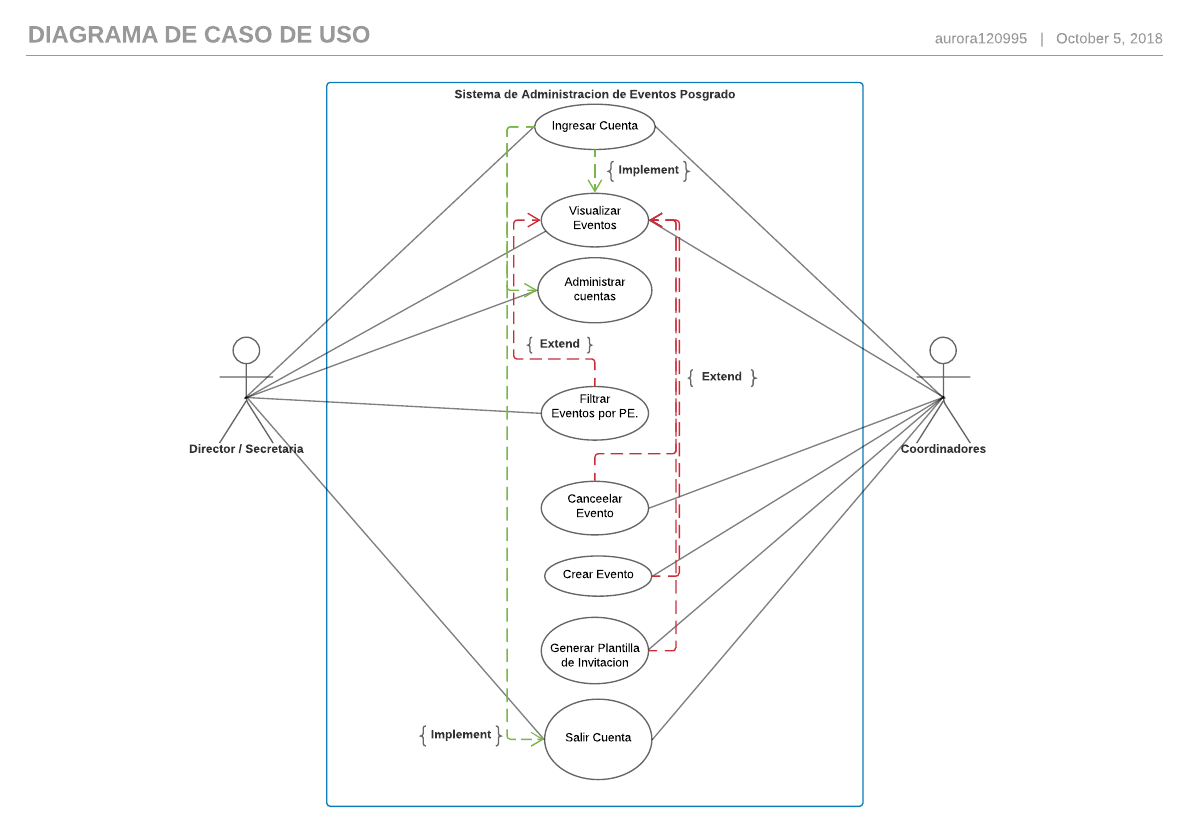 DIAGRAMA DE CASO DE USO
aurora120995 | October 5, 2018
Sistema de Administracion de Eventos Posgrado
Ingresar Cuenta
{ Implement }
Visualizar
Eventos
Administrar
cuentas
{ Extend }
{ Extend }
Filtrar
Eventos por PE.
Director / Secretaria
Coordinadores
Canceelar
Evento
Crear Evento
Generar Plantilla
de Invitacion
{ Implement }
Salir Cuenta